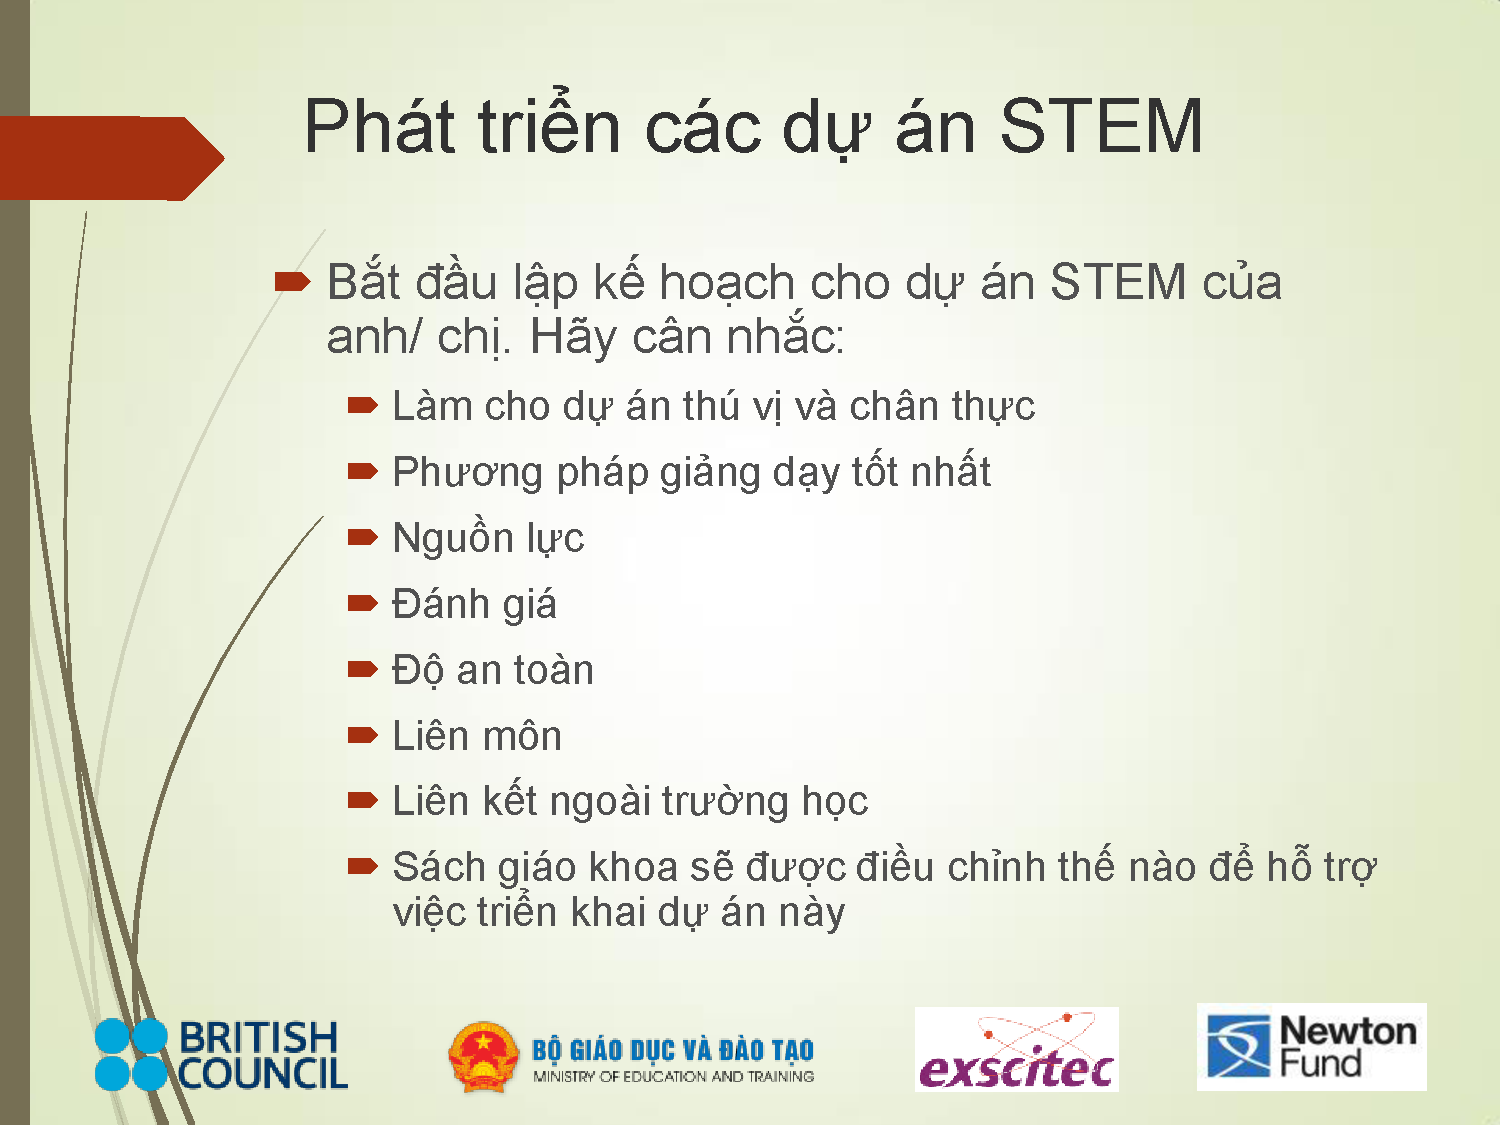 Phát triển các dự án STEM
Bắt đầu lập kế hoạch cho dự án STEM của
anh/ chị. Hãy cân nhắc:
Làm cho dự án thú vị và chân thực
Phương pháp giảng dạy tốt nhất
Nguồn lực
Đánh giá
Độ an toàn
Liên môn
Liên kết ngoài trường học
Sách giáo khoa sẽ được điều chỉnh thế nào để hỗ trợ
việc triển khai dự án này
BRITISH
COUNCIL
BỘ GIÁO DỤC VÀ ĐÀO TẠO
MINISTRY OF EDUCATION AND TRAINING
exscitec
Newton
Fund